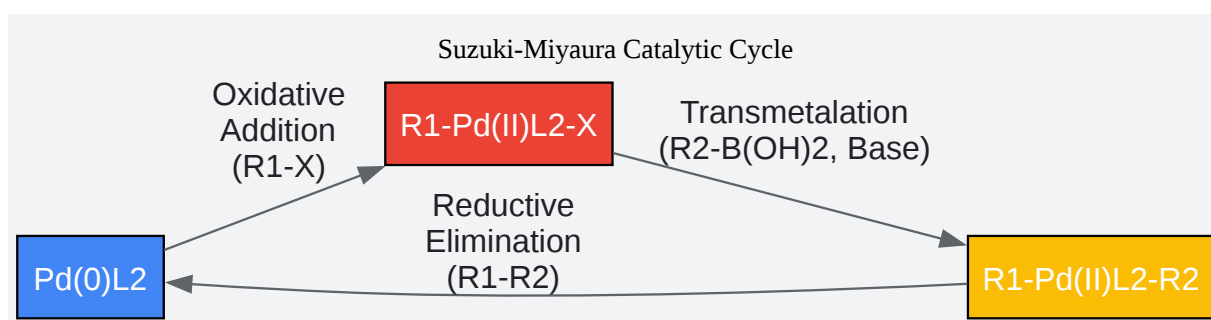 Suzuki-Miyaura Catalytic Cycle
Oxidative
Addition
(R1-X)
R1-Pd(II)L2-X
Transmetalation
(R2-B(OH)2, Base)
Reductive
Elimination
(R1-R2)
Pd(0)L2
R1-Pd(II)L2-R2